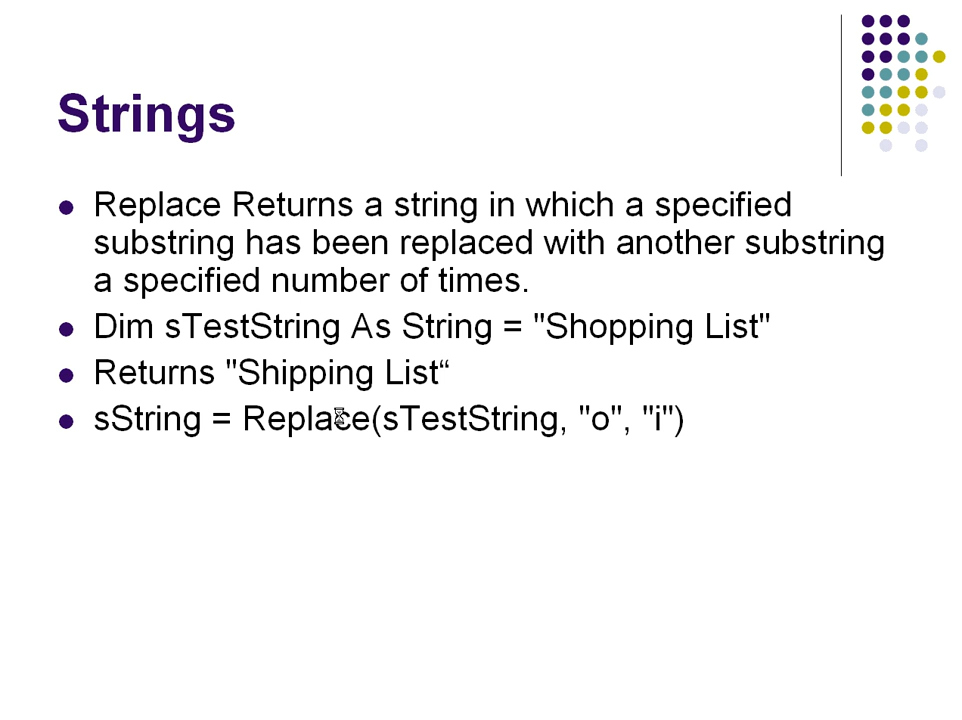 Strings
Replace Returns a string in which a specified
substring has been replaced with another substring
a specified number of times.
Dim sTestString As String = "Shopping List"
Returns "Shipping List“
sString = Replace(sTestString, "o", "i")